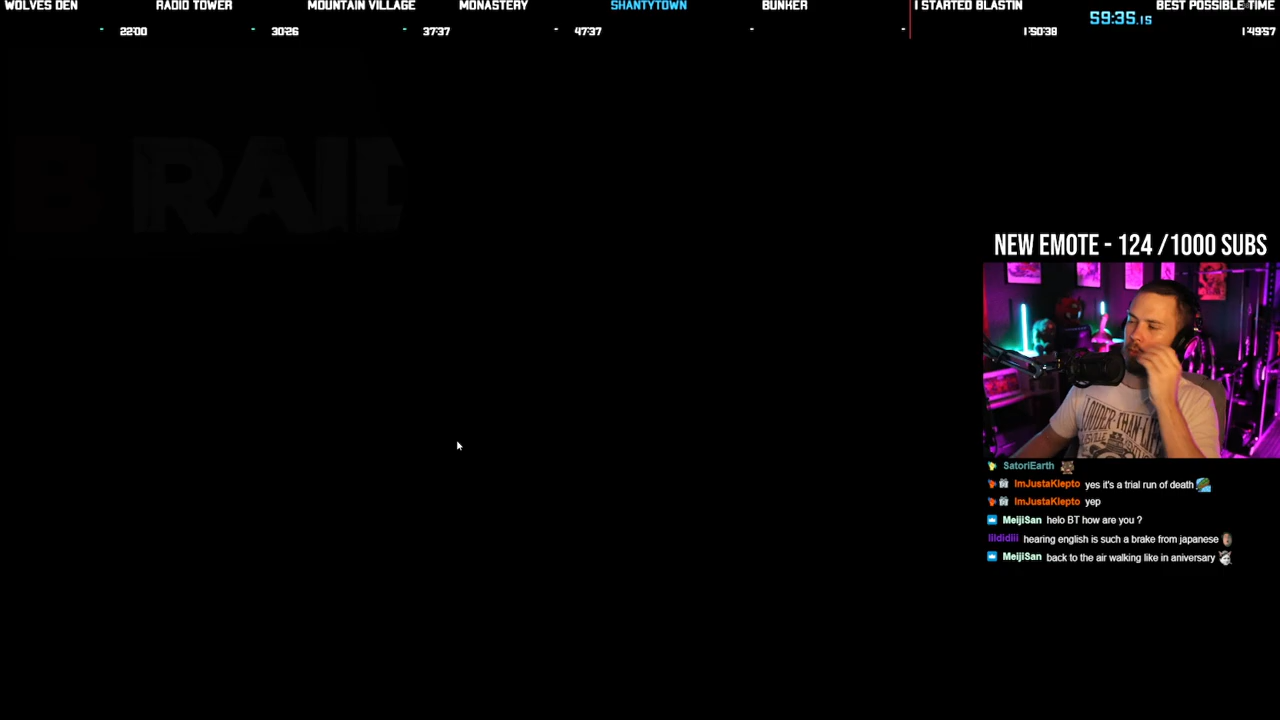 WOLVES DEN RADIO TOWER MOUNTAIN VILLAGE MONASTERY SHANTYTOWN BUNKER I STARTED BLASTIN BEST POSSIBLE TIME
59:35.15
- 22:00 - 30:26 - 37:37 - 47:37 - - 1:50:38 1:49:57
B RAID
NEW EMOTE - 124 /1000 SUBS
SatoriEarth
ImJustaKlepto yes it's a trial run of death
ImJustaKlepto yep
MeijiSan helo BT how are you ?
lildidiii hearing english is such a brake from japanese
MeijiSan back to the air walking like in aniversary